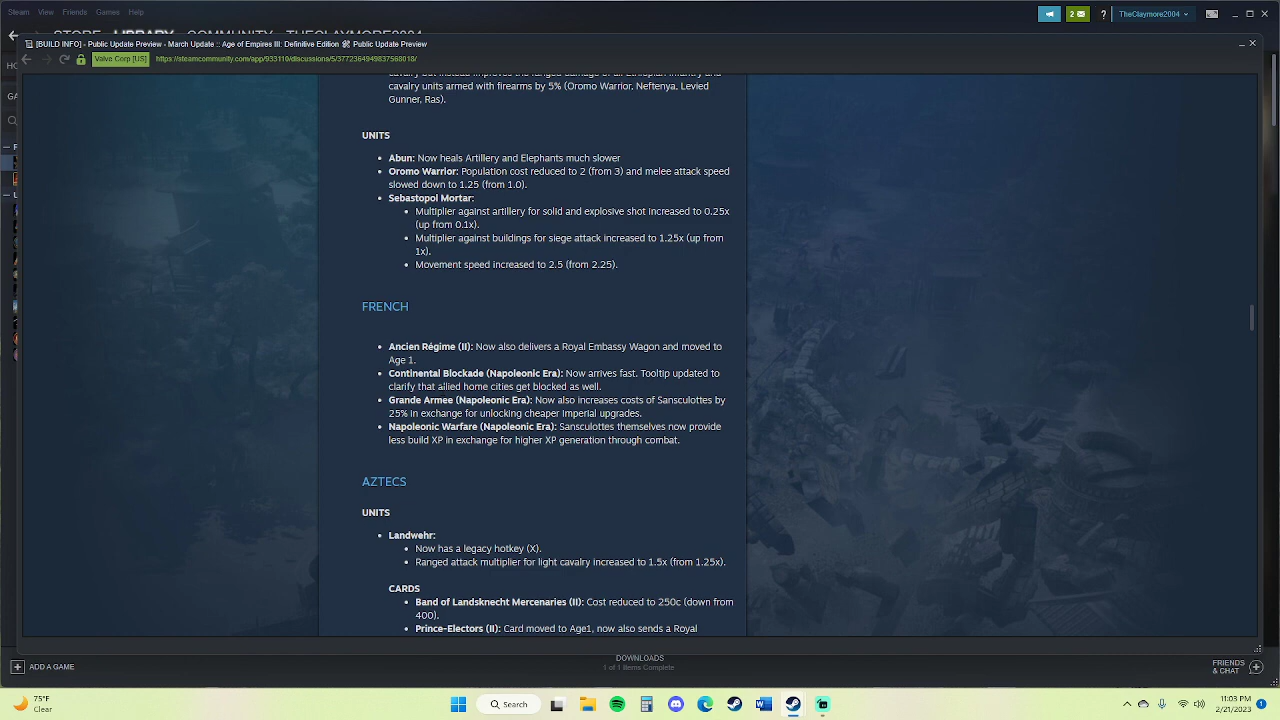 Steam View Friends Games Help
2
?
TheClaymore2004
STORE LIBRARY COMMUNITY THECLAYMORE2004
[BUILD INFO] - Public Update Preview - March Update :: Age of Empires III: Definitive Edition 🛠 Public Update Preview
Valve Corp [US] https://steamcommunity.com/app/933110/discussions/5/3772364949837568018/
cavalry but instead improves the ranged damage of all Ethiopian infantry and
cavalry units armed with firearms by 5% (Oromo Warrior, Neftenya, Levied
Gunner, Ras).
UNITS
• Abun: Now heals Artillery and Elephants much slower
• Oromo Warrior: Population cost reduced to 2 (from 3) and melee attack speed
slowed down to 1.25 (from 1.0).
• Sebastopol Mortar:
• Multiplier against artillery for solid and explosive shot increased to 0.25x
(up from 0.1x).
• Multiplier against buildings for siege attack increased to 1.25x (up from
1x).
• Movement speed increased to 2.5 (from 2.25).
FRENCH
• Ancien Régime (II): Now also delivers a Royal Embassy Wagon and moved to
Age 1.
• Continental Blockade (Napoleonic Era): Now arrives fast. Tooltip updated to
clarify that allied home cities get blocked as well.
• Grande Armee (Napoleonic Era): Now also increases costs of Sansculottes by
25% in exchange for unlocking cheaper Imperial upgrades.
• Napoleonic Warfare (Napoleonic Era): Sansculottes themselves now provide
less build XP in exchange for higher XP generation through combat.
AZTECS
UNITS
• Landwehr:
• Now has a legacy hotkey (X).
• Ranged attack multiplier for light cavalry increased to 1.5x (from 1.25x).
CARDS
• Band of Landsknecht Mercenaries (II): Cost reduced to 250c (down from
400).
• Prince-Electors (II): Card moved to Age1, now also sends a Royal
ADD A GAME
DOWNLOADS
1 of 1 Items Complete
FRIENDS
& CHAT
75°F
Clear
Search
11:03 PM
2/21/2023
1